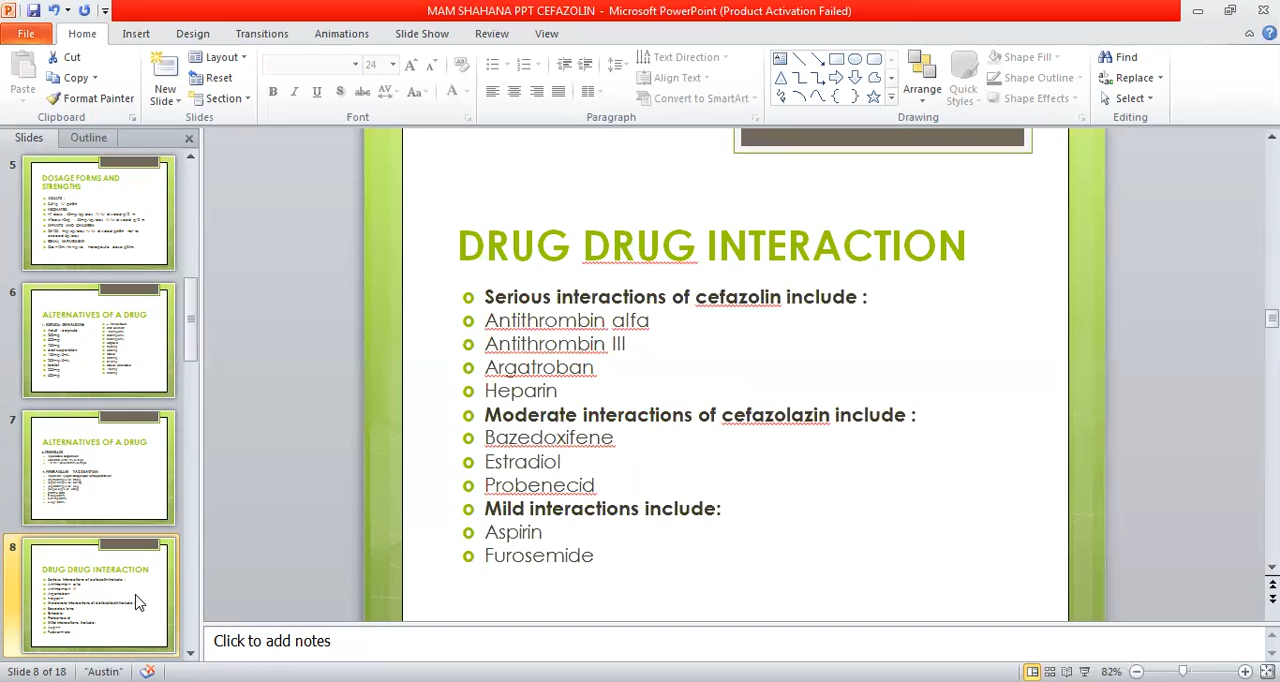 MAM SHAHANA PPT CEFAZOLIN - Microsoft PowerPoint (Product Activation Failed)
File Home Insert Design Transitions Animations Slide Show Review View
Paste
Cut
Copy
Format Painter
Clipboard
New Slide
Layout
Reset
Section
Slides
24
Font
Text Direction
Align Text
Convert to SmartArt
Paragraph
Arrange
Quick Styles
Shape Fill
Shape Outline
Shape Effects
Drawing
Find
Replace
Select
Editing
Slides Outline
5
DOSAGE FORMS AND
STRENGTHS
6
ALTERNATIVES OF A DRUG
7
ALTERNATIVES OF A DRUG
8
DRUG DRUG INTERACTION
DRUG DRUG INTERACTION
Serious interactions of cefazolin include :
Antithrombin alfa
Antithrombin III
Argatroban
Heparin
Moderate interactions of cefazolazin include :
Bazedoxifene
Estradiol
Probenecid
Mild interactions include:
Aspirin
Furosemide
Click to add notes
Slide 8 of 18 "Austin" 82%